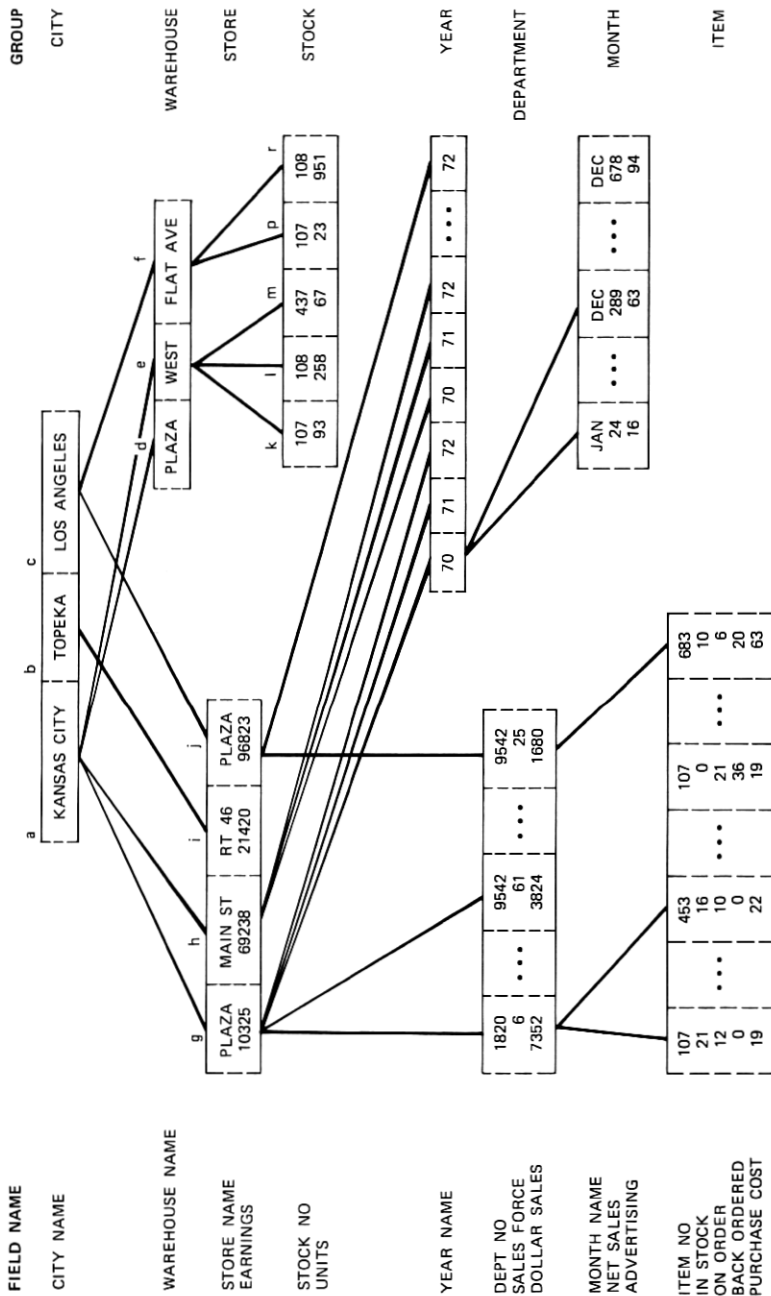 FIELD NAME GROUP
a b c
CITY NAME KANSAS CITY TOPEKA LOS ANGELES CITY
d e f
WAREHOUSE NAME PLAZA WEST FLAT AVE WAREHOUSE
g h i j
STORE NAME PLAZA MAIN ST RT 46 PLAZA STORE
EARNINGS 10325 69238 21420 96823
k l m p r
STOCK NO 107 108 437 107 108 STOCK
UNITS 93 258 67 23 951
YEAR NAME 70 71 72 70 71 72 ••• 72 YEAR
DEPT NO 1820 9542 9542 DEPARTMENT
SALES FORCE 6 ••• 61 ••• 25
DOLLAR SALES 7352 3824 1680
MONTH NAME JAN DEC DEC MONTH
NET SALES 24 ••• 289 ••• 678
ADVERTISING 16 63 94
ITEM NO 107 453 107 683 ITEM
IN STOCK 21 16 0 10
ON ORDER 12 ••• 10 ••• 21 ••• 6
BACK ORDERED 0 0 36 20
PURCHASE COST 19 22 19 63